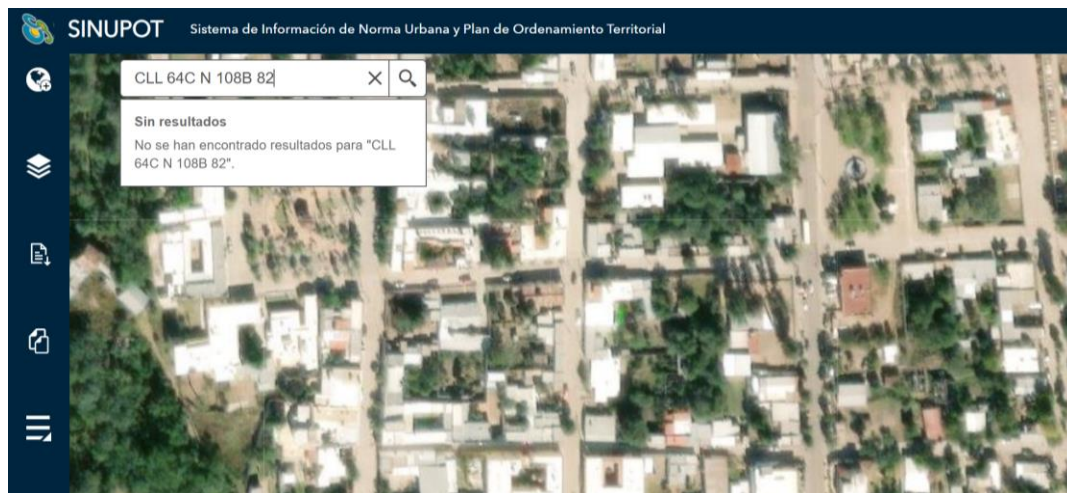 SINUPOT Sistema de Información de Norma Urbana y Plan de Ordenamiento Territorial
CLL 64C N 108B 82
Sin resultados
No se han encontrado resultados para "CLL
64C N 108B 82".